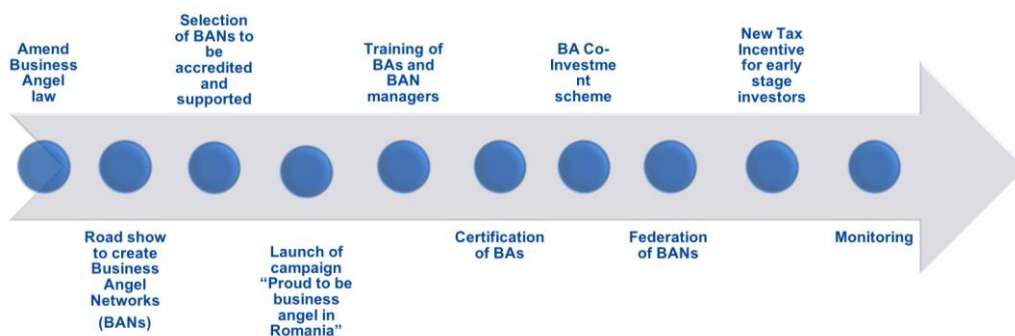 Amend
Business
Angel
law
Road show
to create
Business
Angel
Networks
(BANs)
Selection
of BANs to
be
accredited
and
supported
Launch of
campaign
“Proud to be
business
angel in
Romania”
Training of
BAs and
BAN
managers
Certification
of BAs
BA Co-
Investme
nt
scheme
Federation
of BANs
New Tax
Incentive
for early
stage
investors
Monitoring